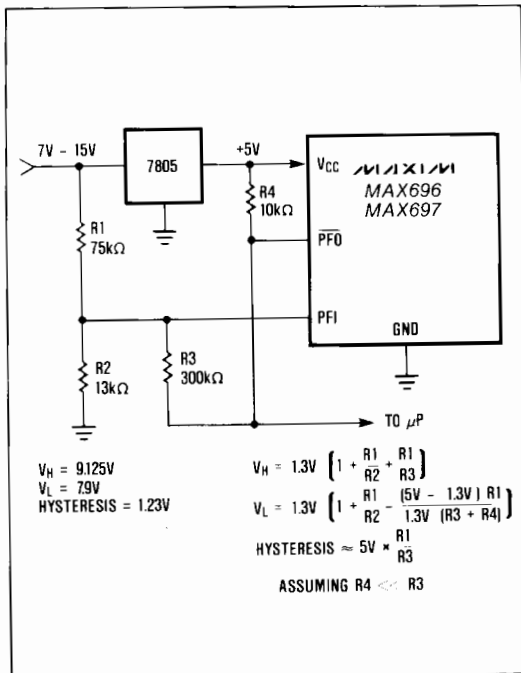 7V – 15V
7805
+5V
VCC
MAXIM
MAX696
MAX697
R4
10kΩ
PFO
R1
75kΩ
PFI
GND
R2
13kΩ
R3
300kΩ
TO μP
VH = 9.125V
VL = 7.9V
HYSTERESIS = 1.23V
VH = 1.3V (1 + R1/R2 + R1/R3)
VL = 1.3V (1 + R1/R2 − (5V − 1.3V) R1/1.3V (R3 + R4))
HYSTERESIS ≈ 5V × R1/R3
ASSUMING R4 << R3